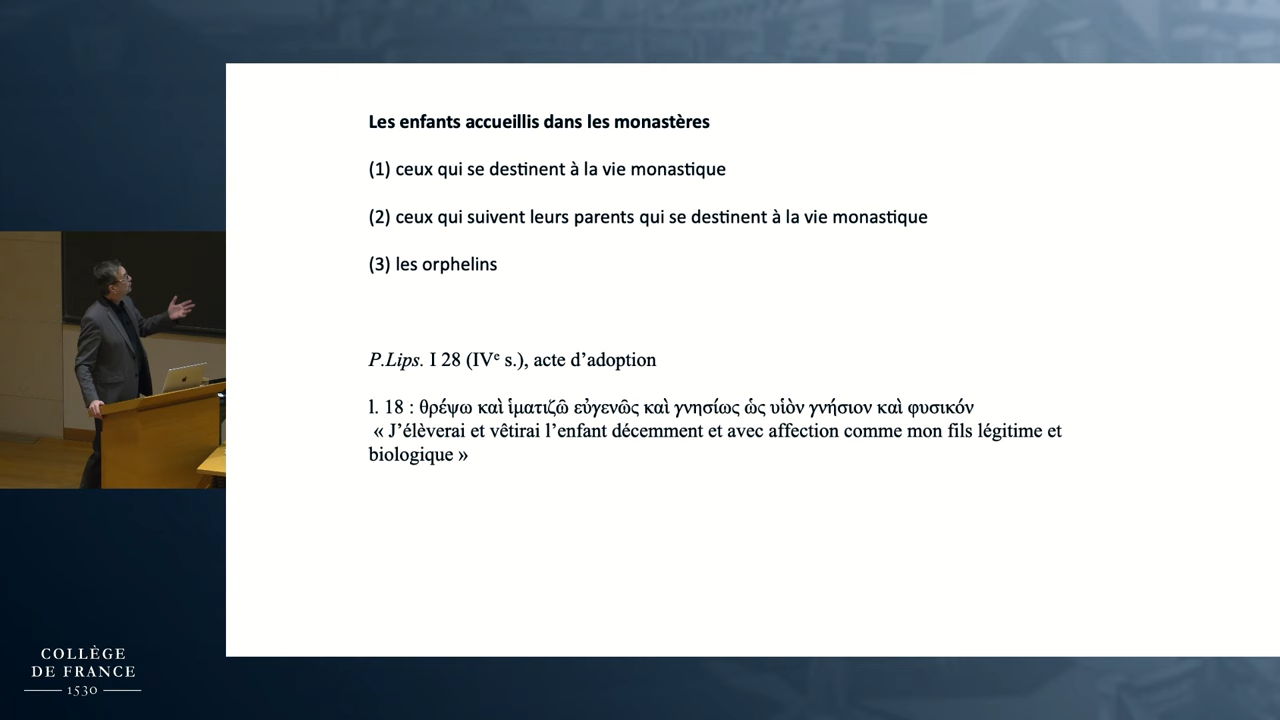 Les enfants accueillis dans les monastères
(1) ceux qui se destinent à la vie monastique
(2) ceux qui suivent leurs parents qui se destinent à la vie monastique
(3) les orphelins
P.Lips. I 28 (IVᵉ s.), acte d’adoption
l. 18 : θρέψω καὶ ἱματιζῶ εὐγενῶς καὶ γνησίως ὡς υἱὸν γνήσιον καὶ φυσικόν
« J’élèverai et vêtirai l’enfant décemment et avec affection comme mon fils légitime et
biologique »
COLLÈGE
DE FRANCE
1530